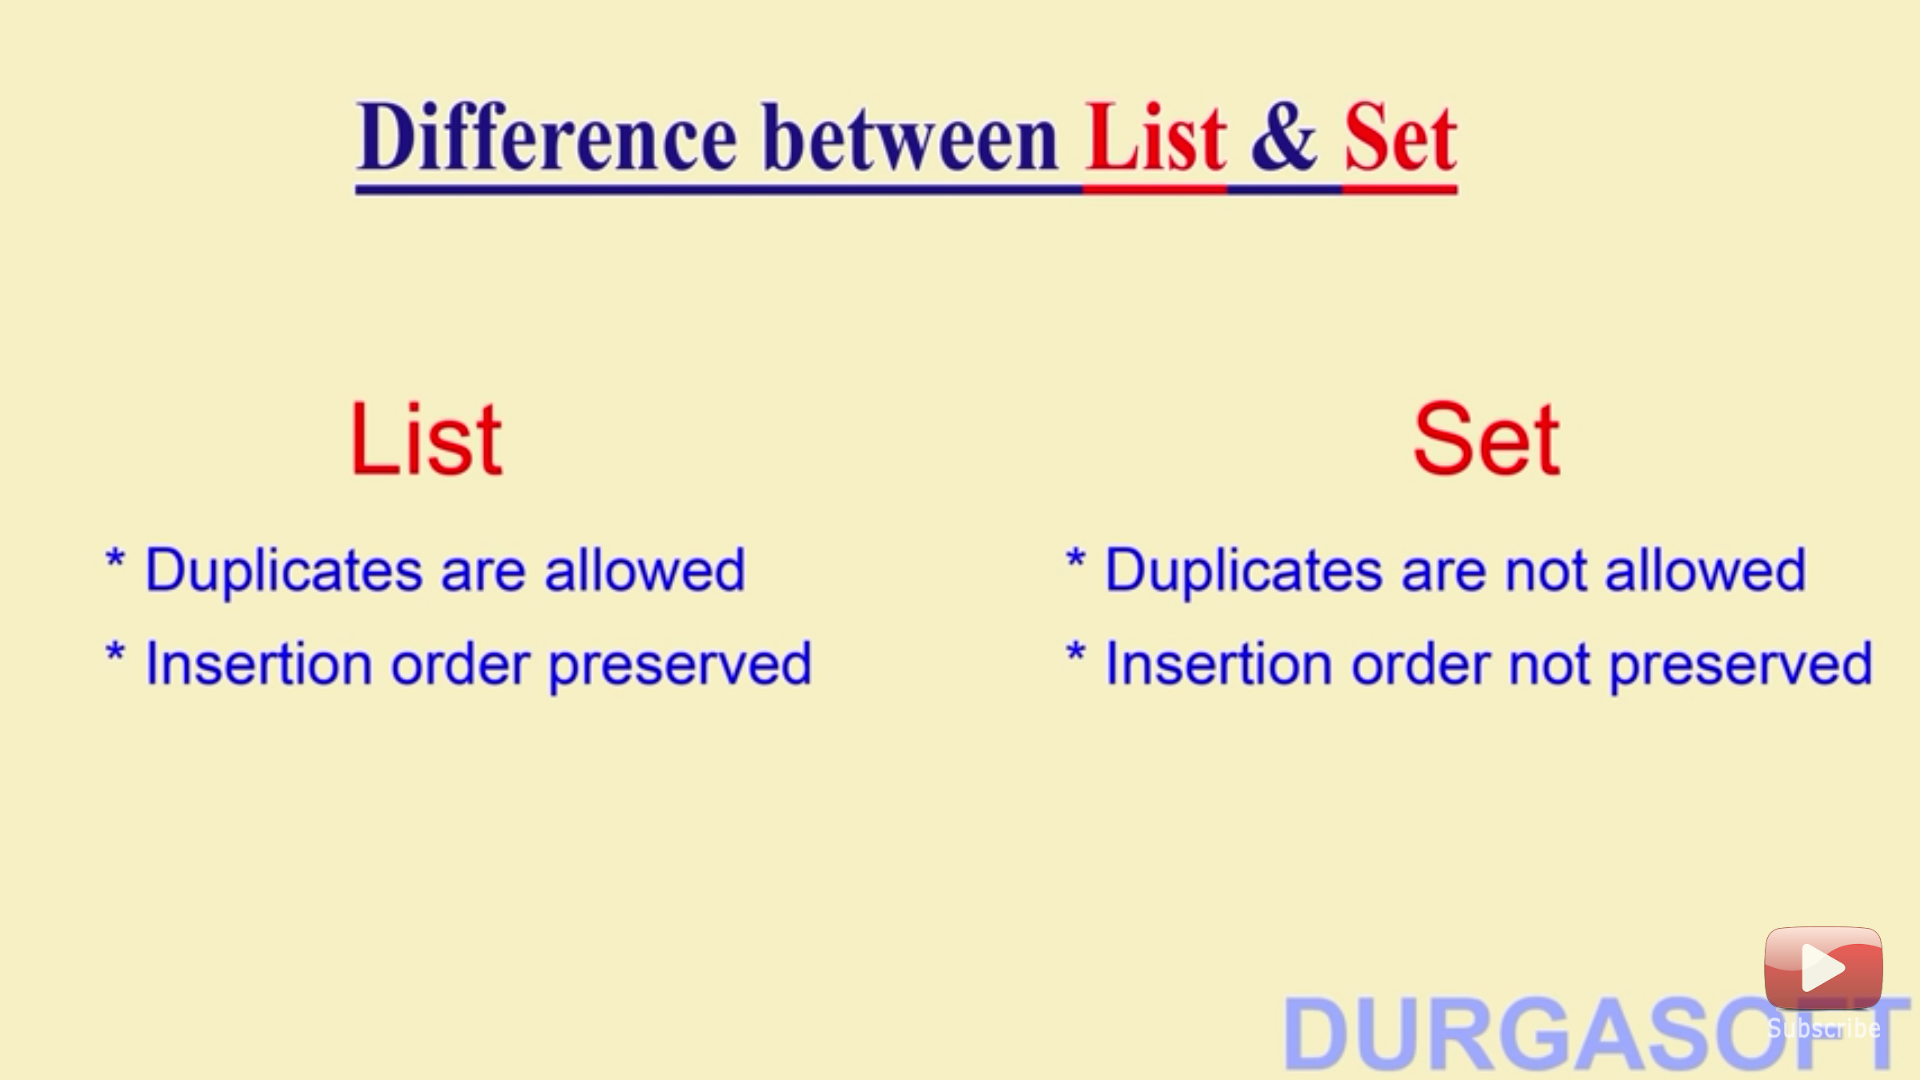 Difference between List & Set
List
* Duplicates are allowed
* Insertion order preserved
Set
* Duplicates are not allowed
* Insertion order not preserved
Subscribe
DURGASOFT